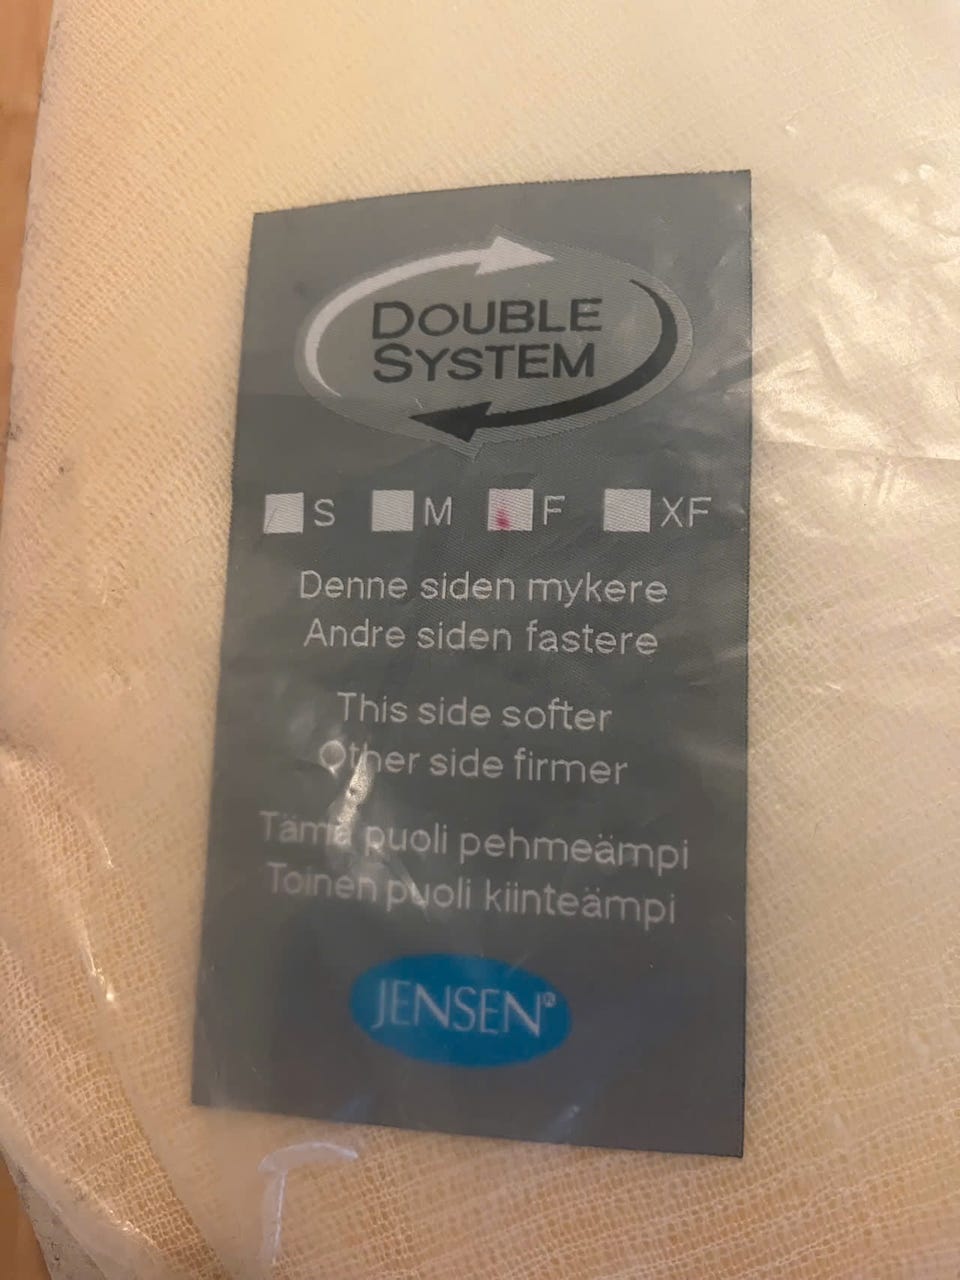 DOUBLE
SYSTEM
S M F XF
Denne siden mykere
Andre siden fastere
This side softer
Other side firmer
Tämä puoli pehmeämpi
Toinen puoli kiinteämpi
JENSEN®